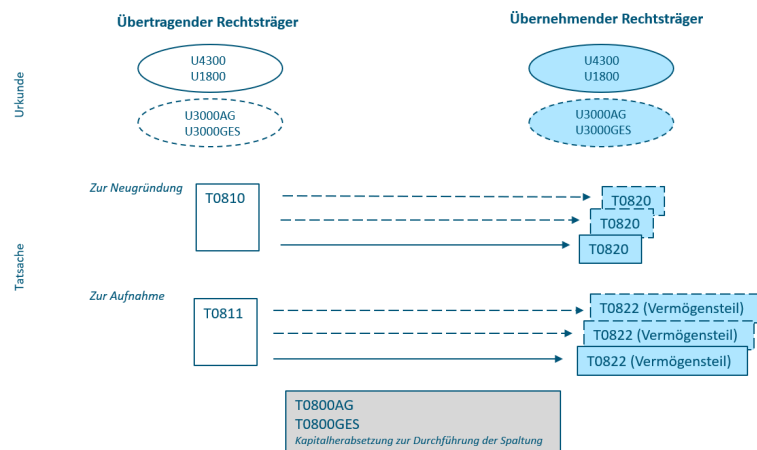 Übertragender Rechtsträger
Übernehmender Rechtsträger
Urkunde
U4300
U1800
U4300
U1800
U3000AG
U3000GES
U3000AG
U3000GES
Tatsache
Zur Neugründung
T0810
T0820
T0820
T0820
Zur Aufnahme
T0811
T0822 (Vermögensteil)
T0822 (Vermögensteil)
T0822 (Vermögensteil)
T0800AG
T0800GES
Kapitalherabsetzung zur Durchführung der Spaltung